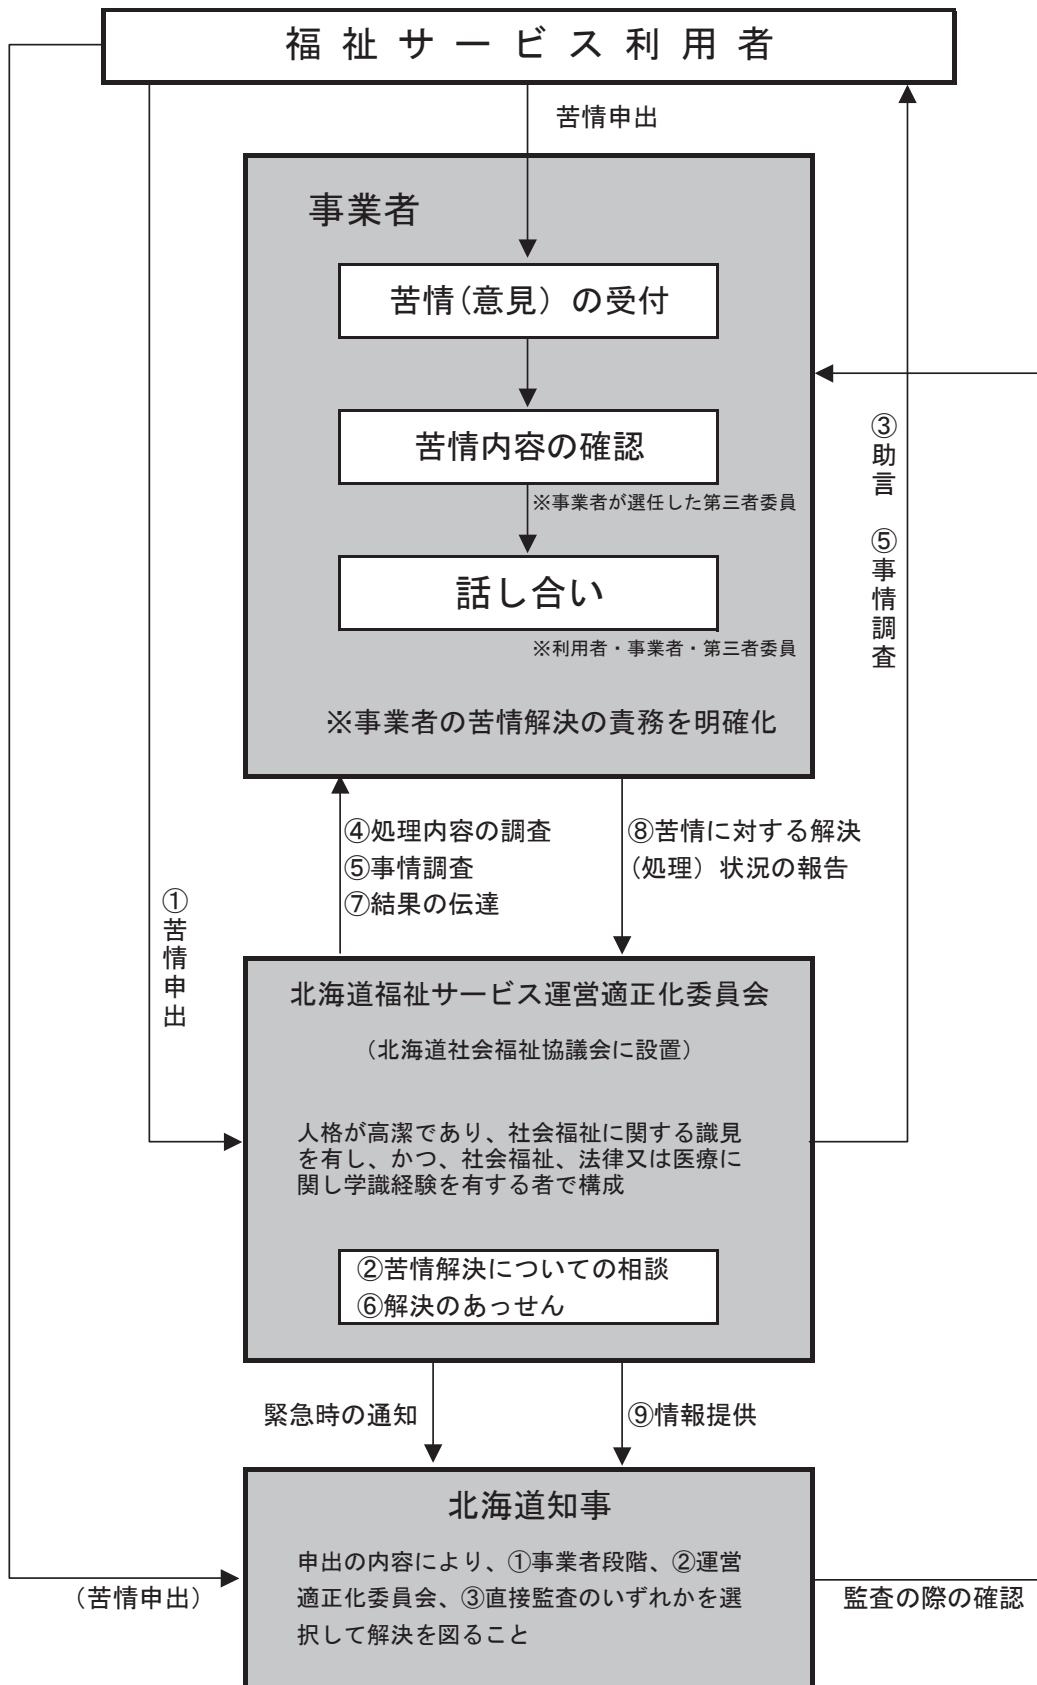 福祉サービス利用者
苦情申出
事業者
苦情(意見）の受付
苦情内容の確認
※事業者が選任した第三者委員
話し合い
※利用者・事業者・第三者委員
※事業者の苦情解決の責務を明確化
③助言　⑤事情調査
④処理内容の調査
⑤事情調査
⑦結果の伝達
⑧苦情に対する解決
（処理）状況の報告
①苦情申出
北海道福祉サービス運営適正化委員会
（北海道社会福祉協議会に設置）
人格が高潔であり、社会福祉に関する識見
を有し、かつ、社会福祉、法律又は医療に
関し学識経験を有する者で構成
②苦情解決についての相談
⑥解決のあっせん
緊急時の通知
⑨情報提供
北海道知事
申出の内容により、①事業者段階、②運営
適正化委員会、③直接監査のいずれかを選
択して解決を図ること
（苦情申出）
監査の際の確認